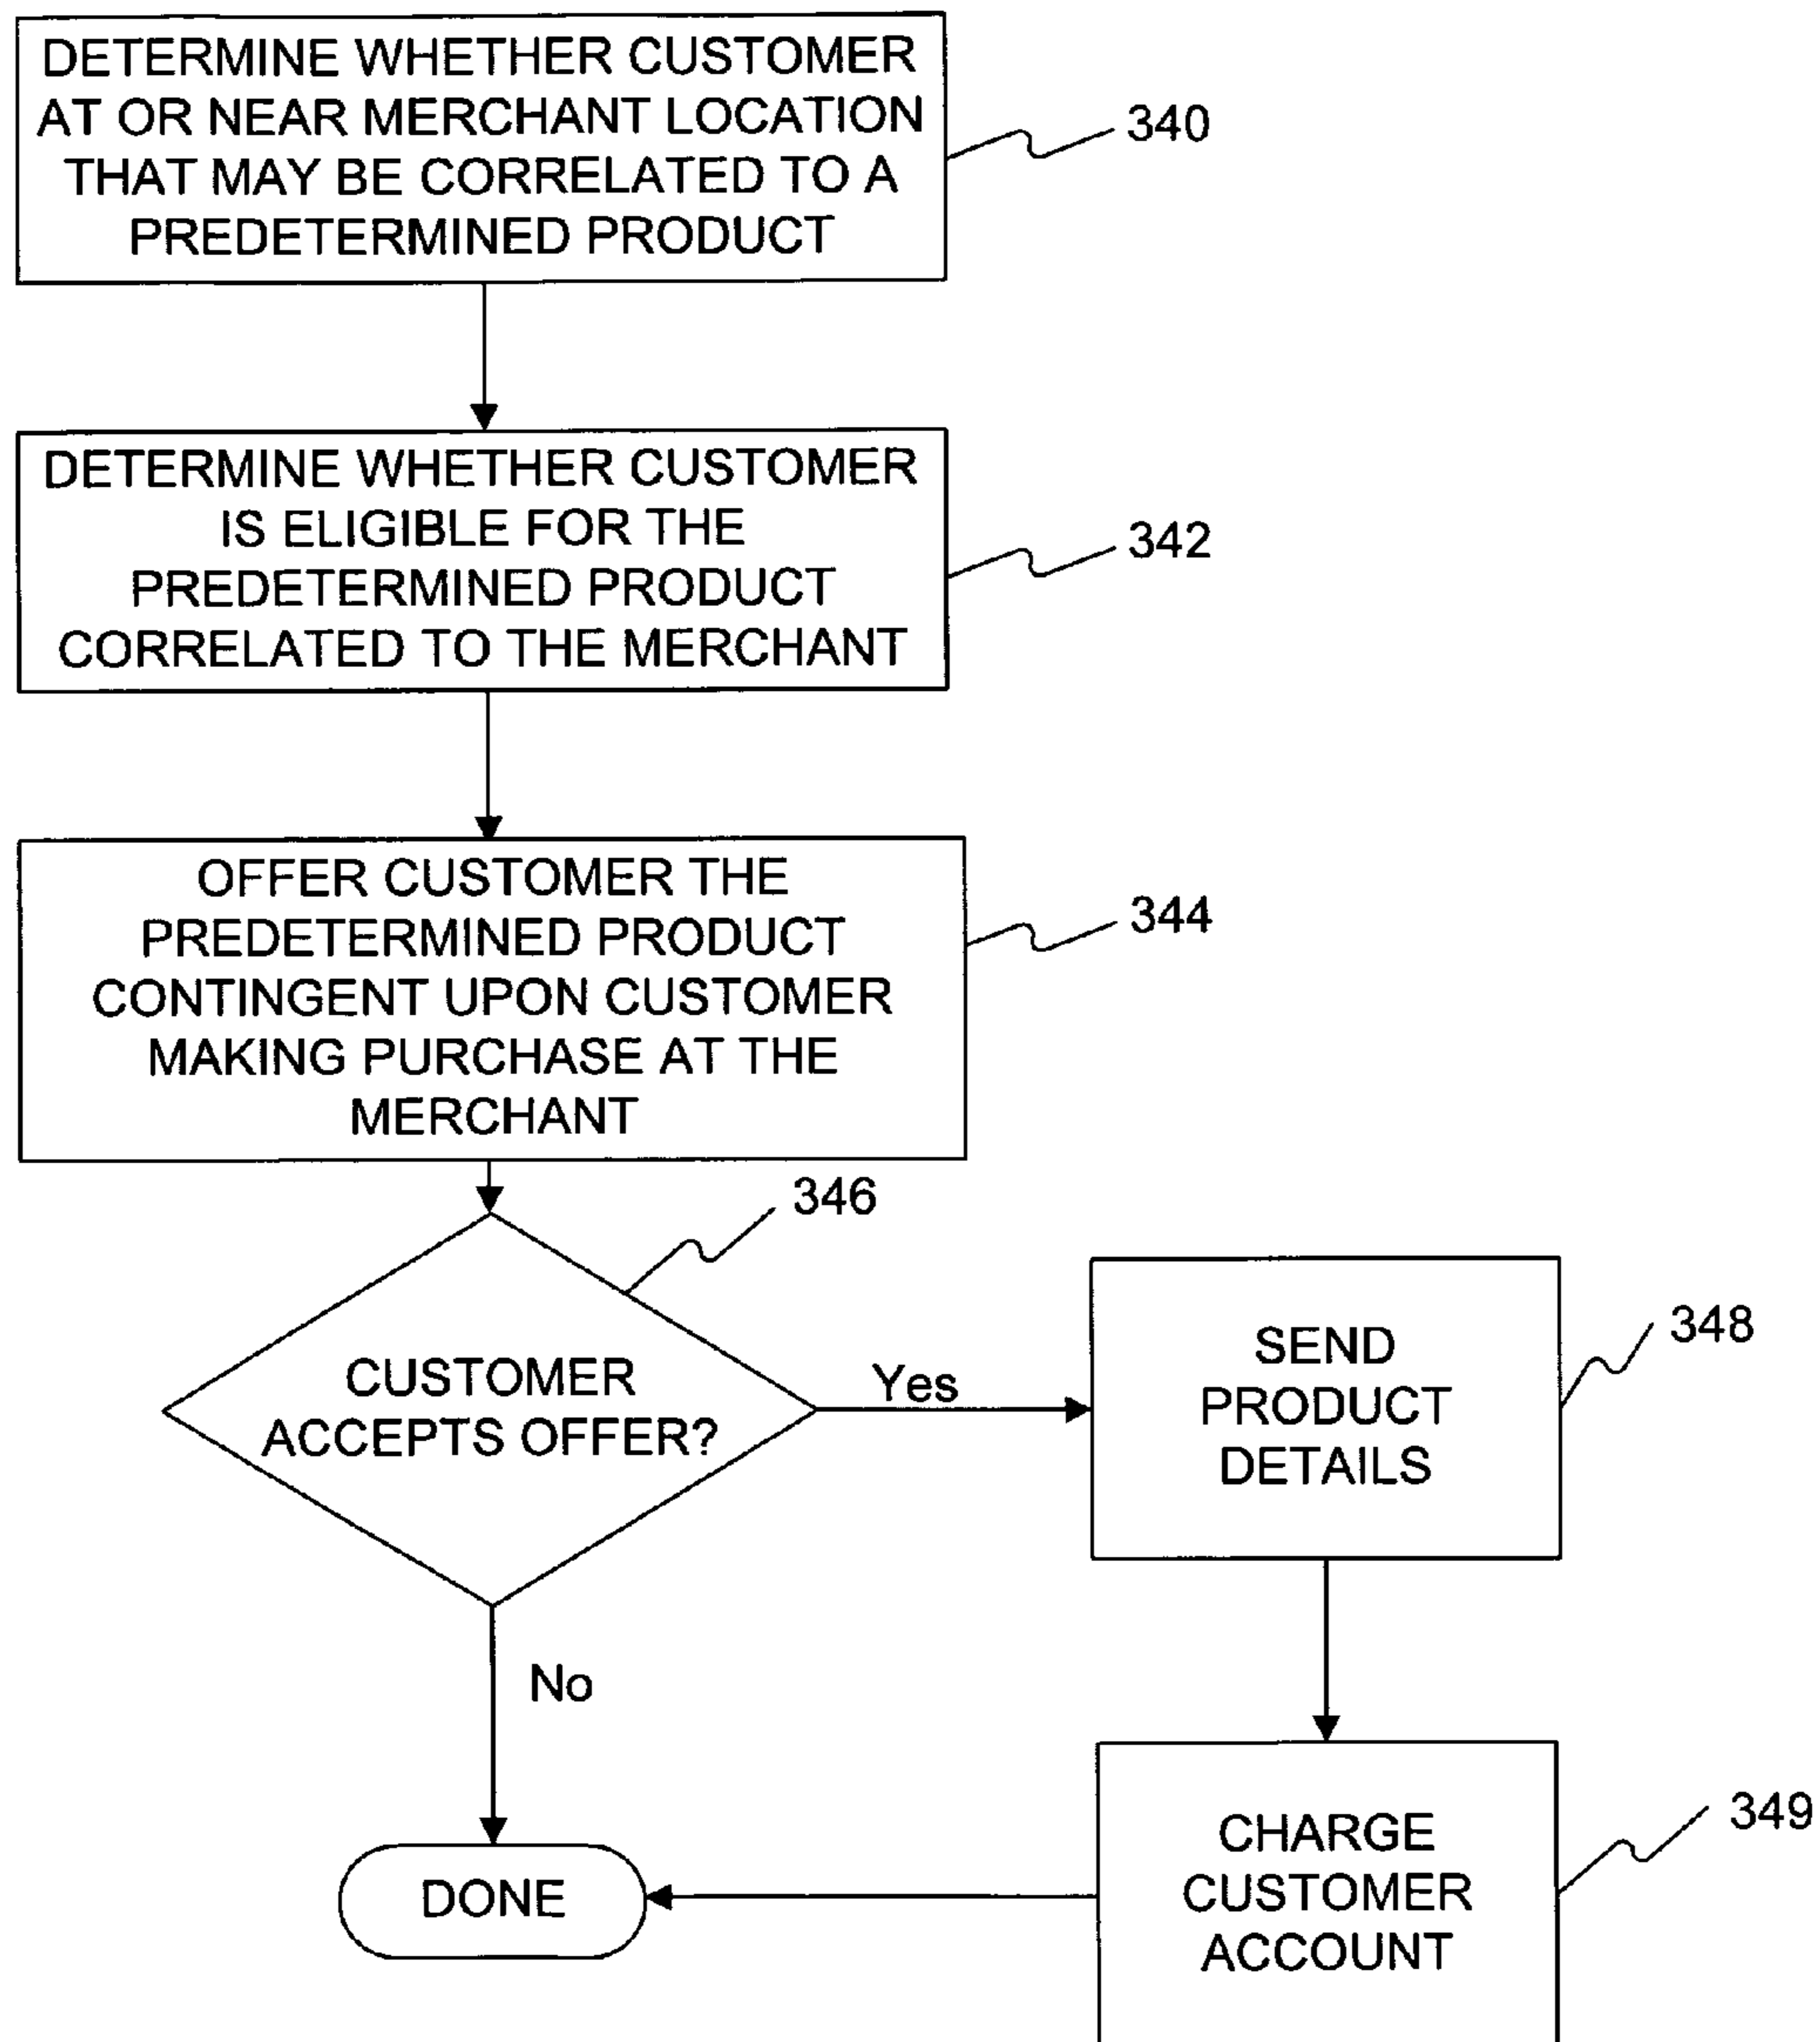 DETERMINE WHETHER CUSTOMER
AT OR NEAR MERCHANT LOCATION
THAT MAY BE CORRELATED TO A
PREDETERMINED PRODUCT
340
DETERMINE WHETHER CUSTOMER
IS ELIGIBLE FOR THE
PREDETERMINED PRODUCT
CORRELATED TO THE MERCHANT
342
OFFER CUSTOMER THE
PREDETERMINED PRODUCT
CONTINGENT UPON CUSTOMER
MAKING PURCHASE AT THE
MERCHANT
344
346
CUSTOMER
ACCEPTS OFFER?
Yes
SEND
PRODUCT
DETAILS
348
No
CHARGE
CUSTOMER
ACCOUNT
349
DONE